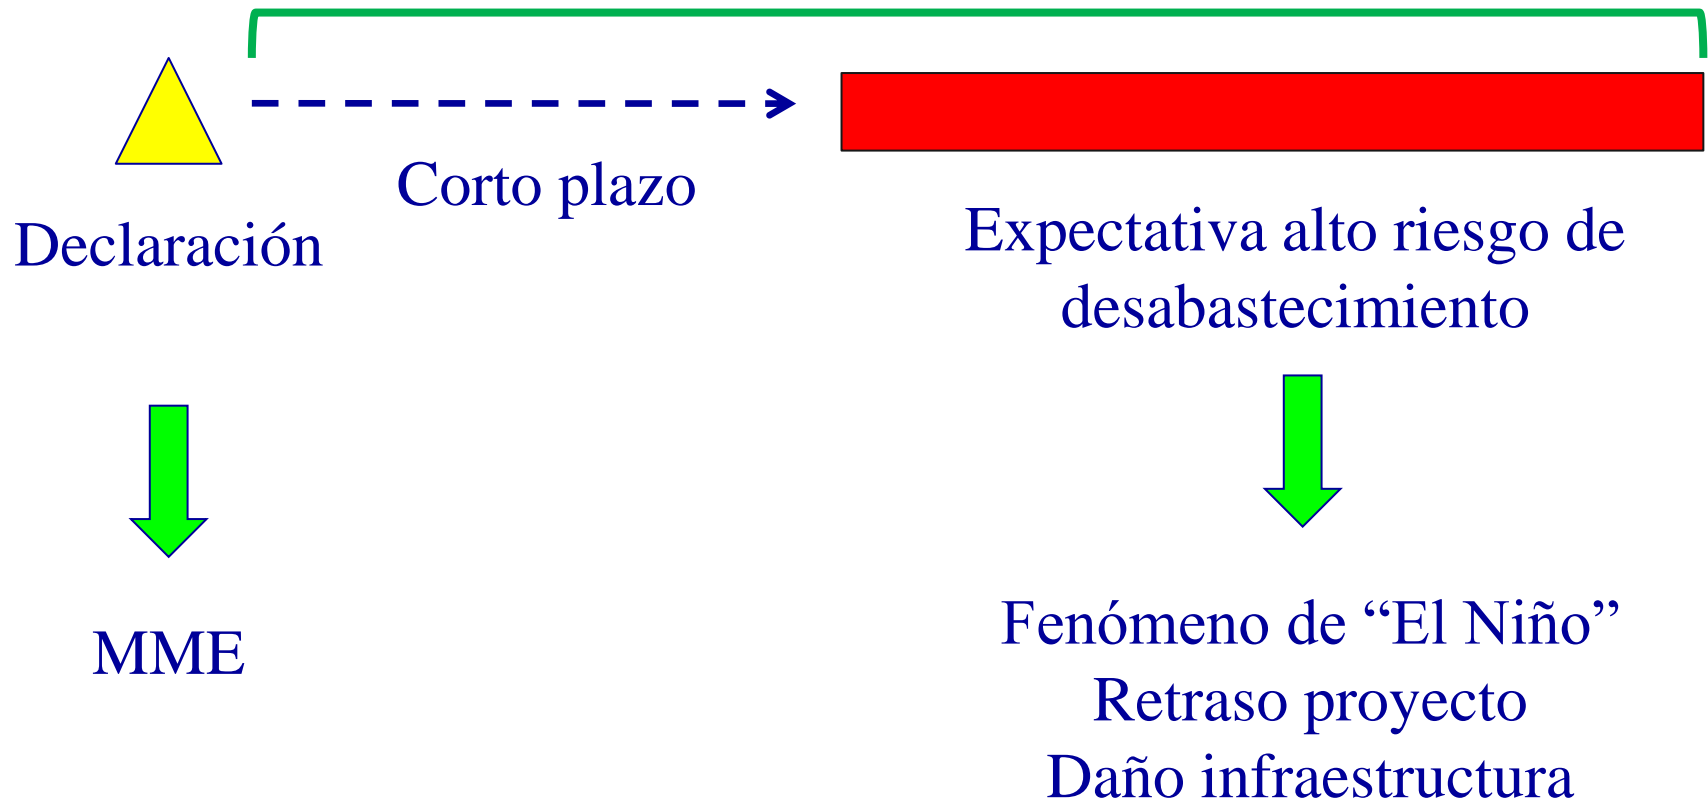 Corto plazo
Declaración
Expectativa alto riesgo de
desabastecimiento
MME
Fenómeno de “El Niño”
Retraso proyecto
Daño infraestructura